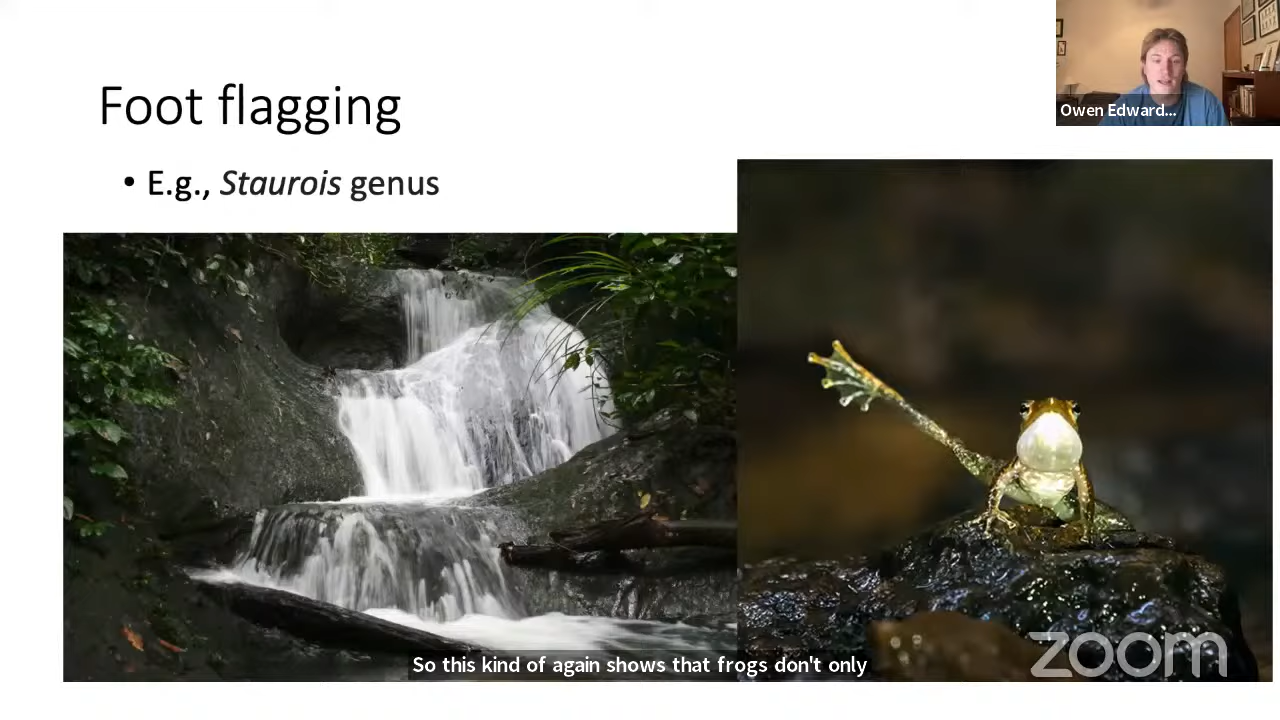 Foot flagging
• E.g., Staurois genus
Owen Edward...
So this kind of again shows that frogs don't only
zoom